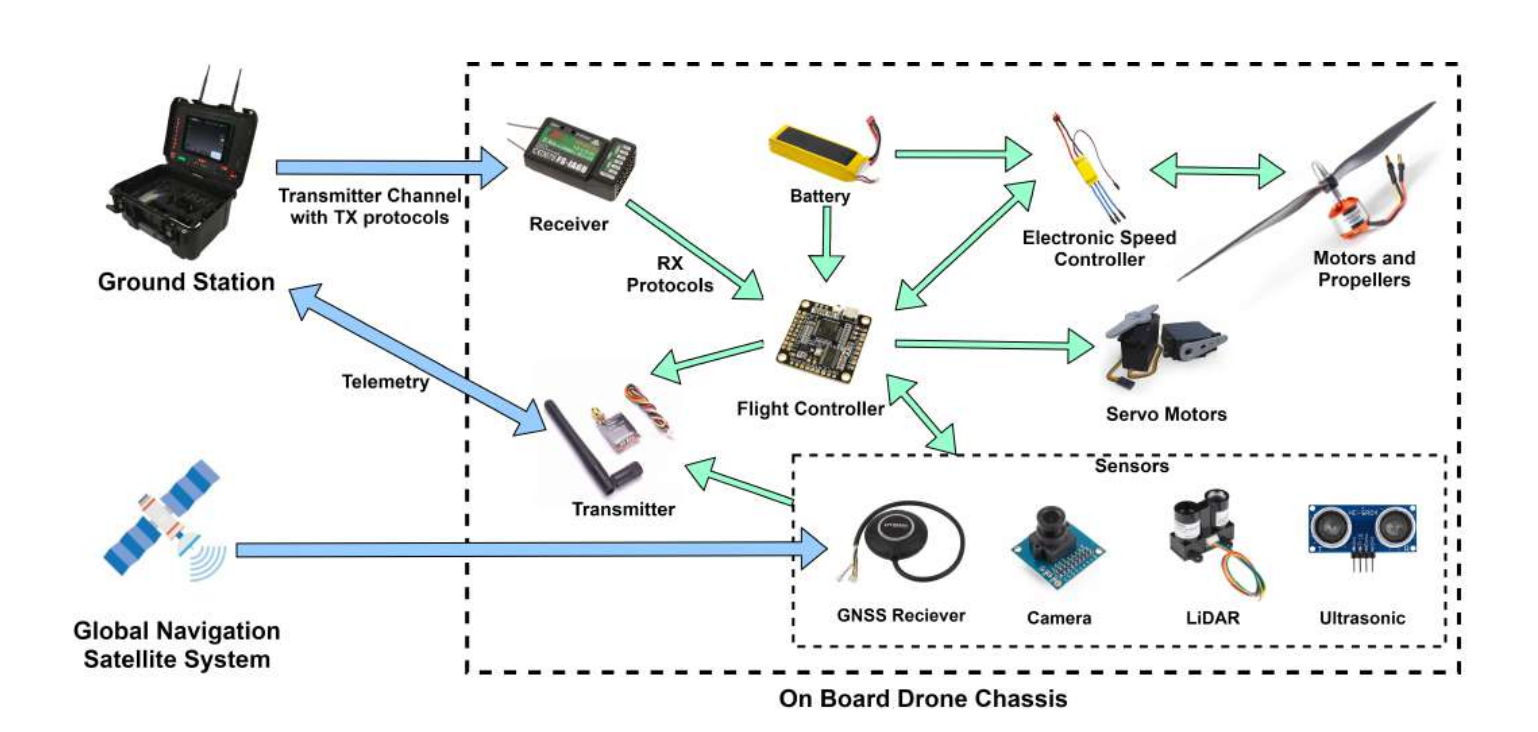 Transmitter Channel
with TX protocols
Receiver
Battery
Electronic Speed
Controller
Motors and
Propellers
Ground Station
RX
Protocols
Telemetry
Flight Controller
Servo Motors
Transmitter
Sensors
GNSS Reciever
Camera
LiDAR
Ultrasonic
Global Navigation
Satellite System
On Board Drone Chassis